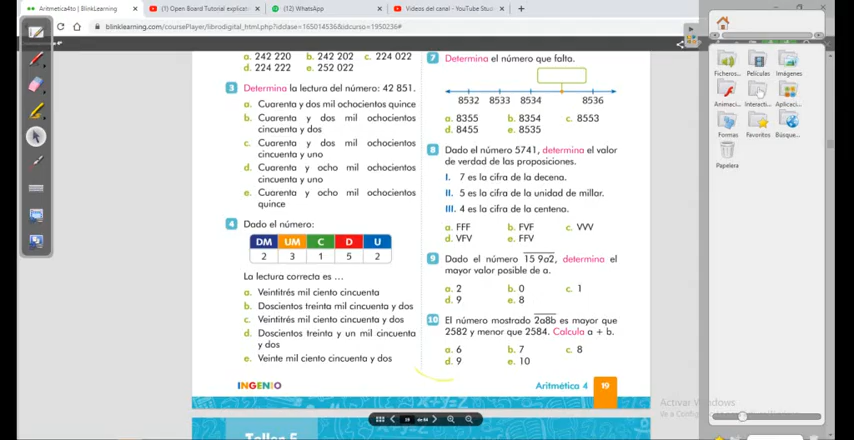 Aritmetica4to | BlinkLearning
(1) Open Board Tutorial explicat
(12) WhatsApp
Videos del canal - YouTube Stu
blinklearning.com/coursePlayer/librodigital_html.php?idclase=165014536&idcurso=1950236#
a. 242 220 b. 242 202 c. 224 022
d. 224 222 e. 252 022
3 Determina la lectura del número: 42 851.
a. Cuarenta y dos mil ochocientos quince
b. Cuarenta y dos mil ochocientos
cincuenta y dos
c. Cuarenta y dos mil ochocientos
cincuenta y uno
d. Cuarenta y ocho mil ochocientos
cincuenta y uno
e. Cuarenta y ocho mil ochocientos
quince
4 Dado el número:
DM UM C D U
2 3 1 5 2
La lectura correcta es ...
a. Veintitrés mil ciento cincuenta
b. Doscientos treinta mil cincuenta y dos
c. Veintitrés mil ciento cincuenta y dos
d. Doscientos treinta y un mil cincuenta
y dos
e. Veinte mil ciento cincuenta y dos
7 Determina el número que falta.
8532 8533 8534 8536
a. 8355 b. 8354 c. 8553
d. 8455 e. 8535
8 Dado el número 5741, determina el valor
de verdad de las proposiciones.
I. 7 es la cifra de la decena.
II. 5 es la cifra de la unidad de millar.
III. 4 es la cifra de la centena.
a. FFF b. FVF c. VVV
d. VFV e. FFV
9 Dado el número 15 9a2, determina el
mayor valor posible de a.
a. 2 b. 0 c. 1
d. 9 e. 8
10 El número mostrado 2a8b es mayor que
2582 y menor que 2584. Calcula a + b.
a. 6 b. 7 c. 8
d. 9 e. 10
INGENIO
Aritmética 4 19
Taller 5
19 de 64
Ficheros...
Películas
Imágenes
Animaci...
Interacti...
Aplicaci...
Formas
Favoritos
Búsque...
Papelera
Activar Windows